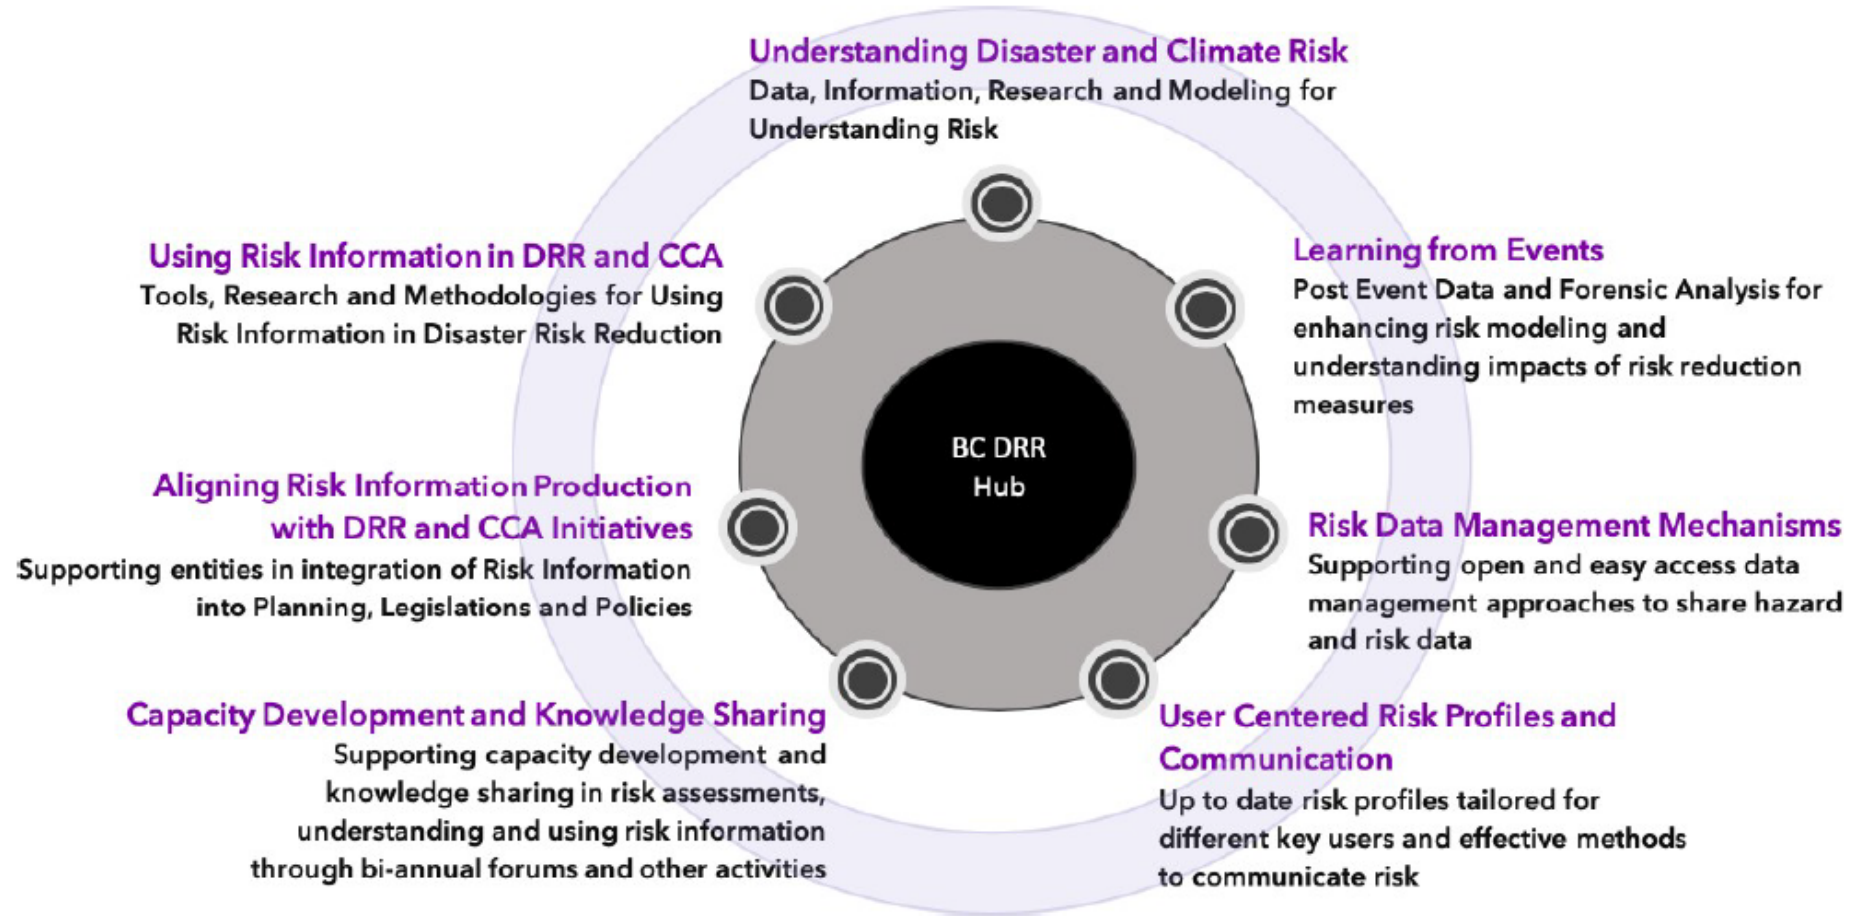 Understanding Disaster and Climate Risk
Data, Information, Research and Modeling for
Understanding Risk
Learning from Events
Post Event Data and Forensic Analysis for
enhancing risk modeling and
understanding impacts of risk reduction
measures
Risk Data Management Mechanisms
Supporting open and easy access data
management approaches to share hazard
and risk data
User Centered Risk Profiles and
Communication
Up to date risk profiles tailored for
different key users and effective methods
to communicate risk
Capacity Development and Knowledge Sharing
Supporting capacity development and
knowledge sharing in risk assessments,
understanding and using risk information
through bi-annual forums and other activities
Aligning Risk Information Production
with DRR and CCA Initiatives
Supporting entities in integration of Risk Information
into Planning, Legislations and Policies
Using Risk Information in DRR and CCA
Tools, Research and Methodologies for Using
Risk Information in Disaster Risk Reduction
BC DRR
Hub